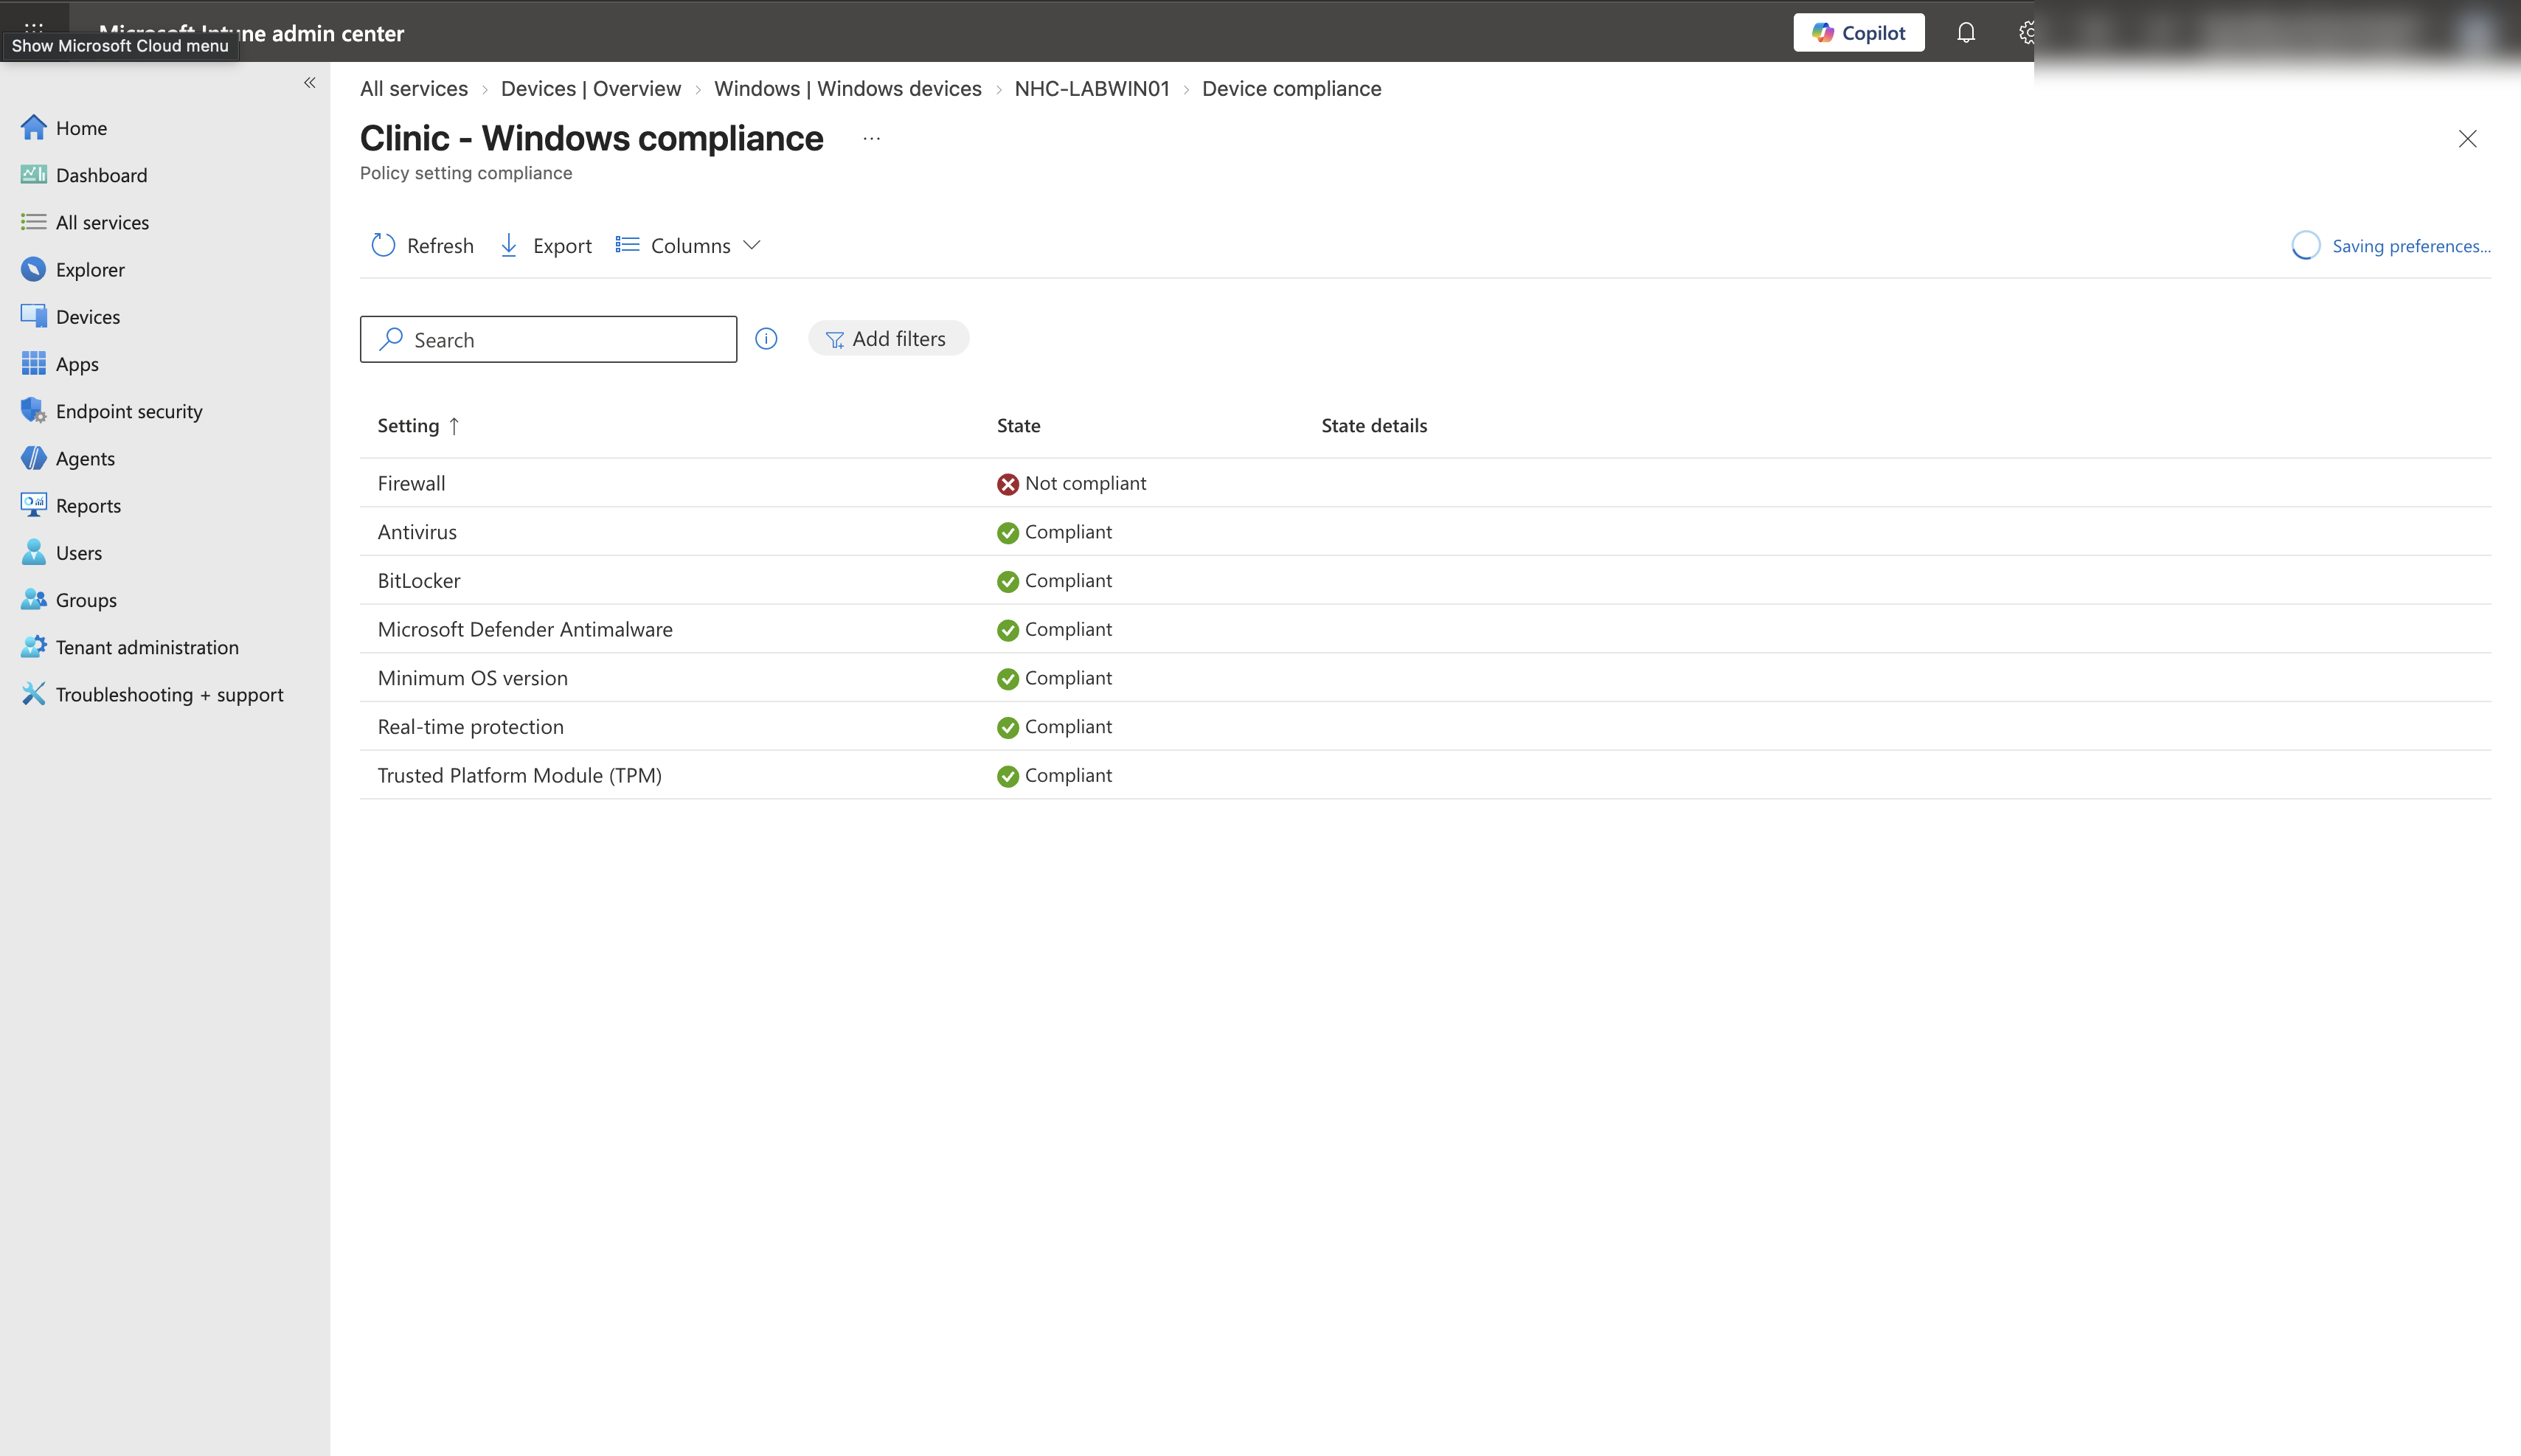 Microsoft Intune admin center
Show Microsoft Cloud menu
Copilot
All services > Devices | Overview > Windows | Windows devices > NHC-LABWIN01 > Device compliance
Clinic - Windows compliance ...
Policy setting compliance
Home
Dashboard
All services
Explorer
Devices
Apps
Endpoint security
Agents
Reports
Users
Groups
Tenant administration
Troubleshooting + support
Refresh Export Columns
Saving preferences...
Search
Add filters
Setting ↑ State State details
Firewall Not compliant
Antivirus Compliant
BitLocker Compliant
Microsoft Defender Antimalware Compliant
Minimum OS version Compliant
Real-time protection Compliant
Trusted Platform Module (TPM) Compliant